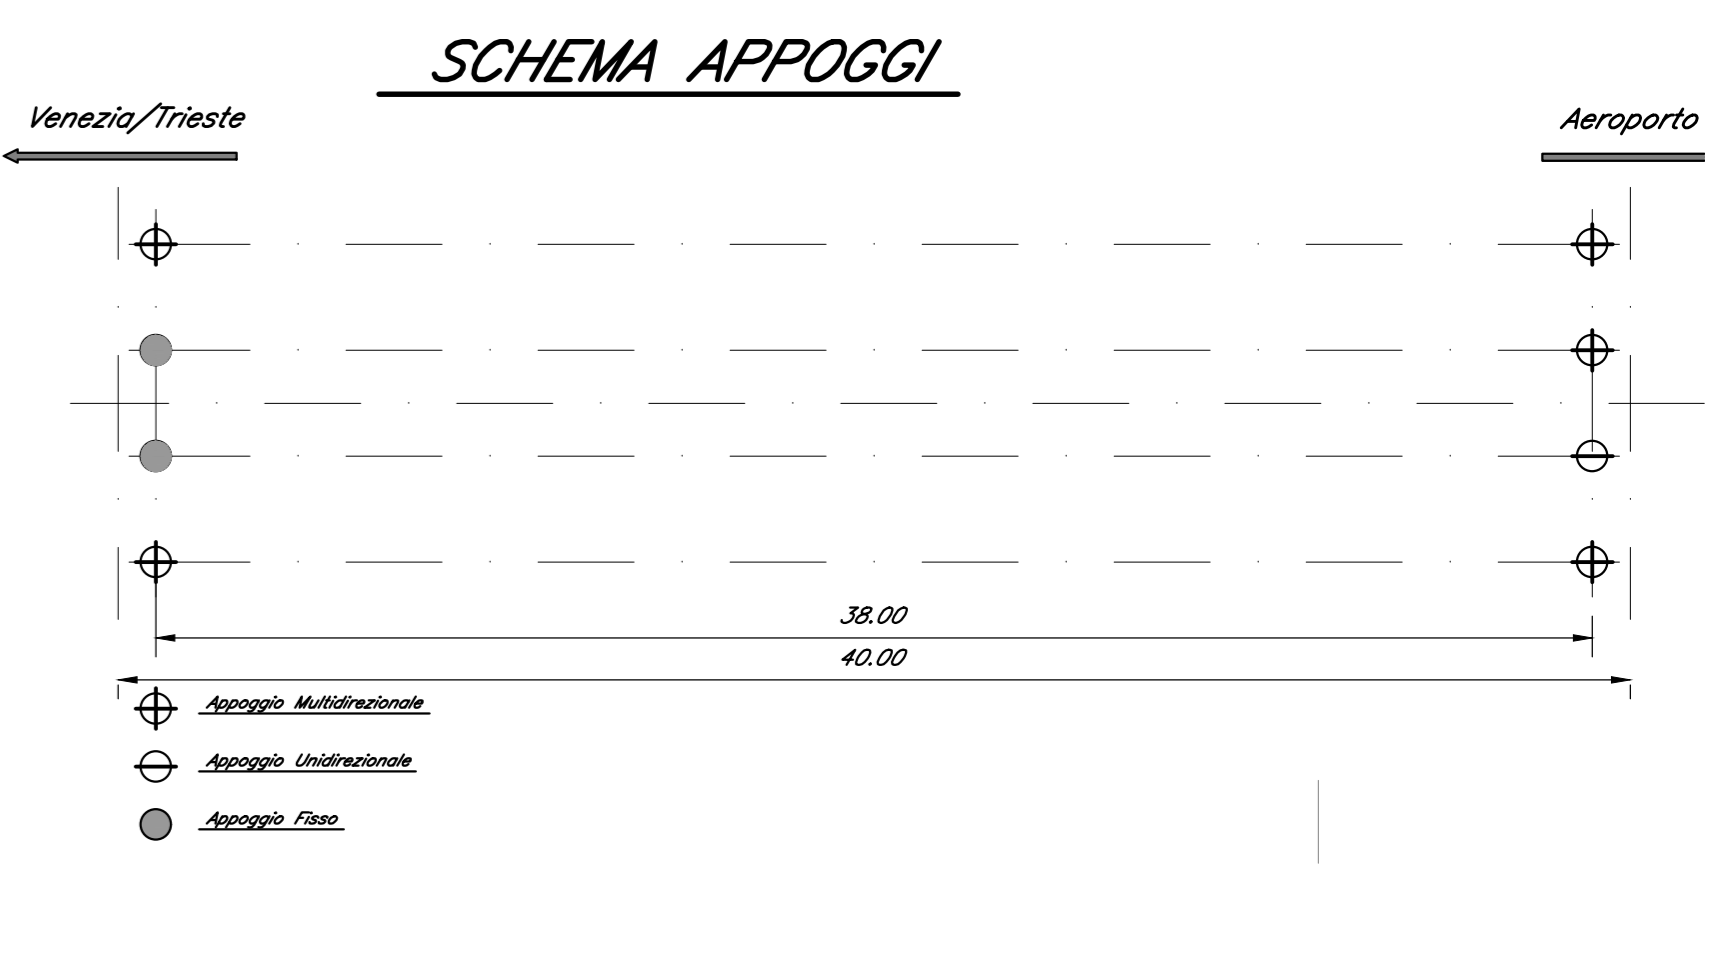 SCHEMA APPOGGI
Venezia/Trieste
Aeroporto
38.00
40.00
Appoggio Multidirezionale
Appoggio Unidirezionale
Appoggio Fisso